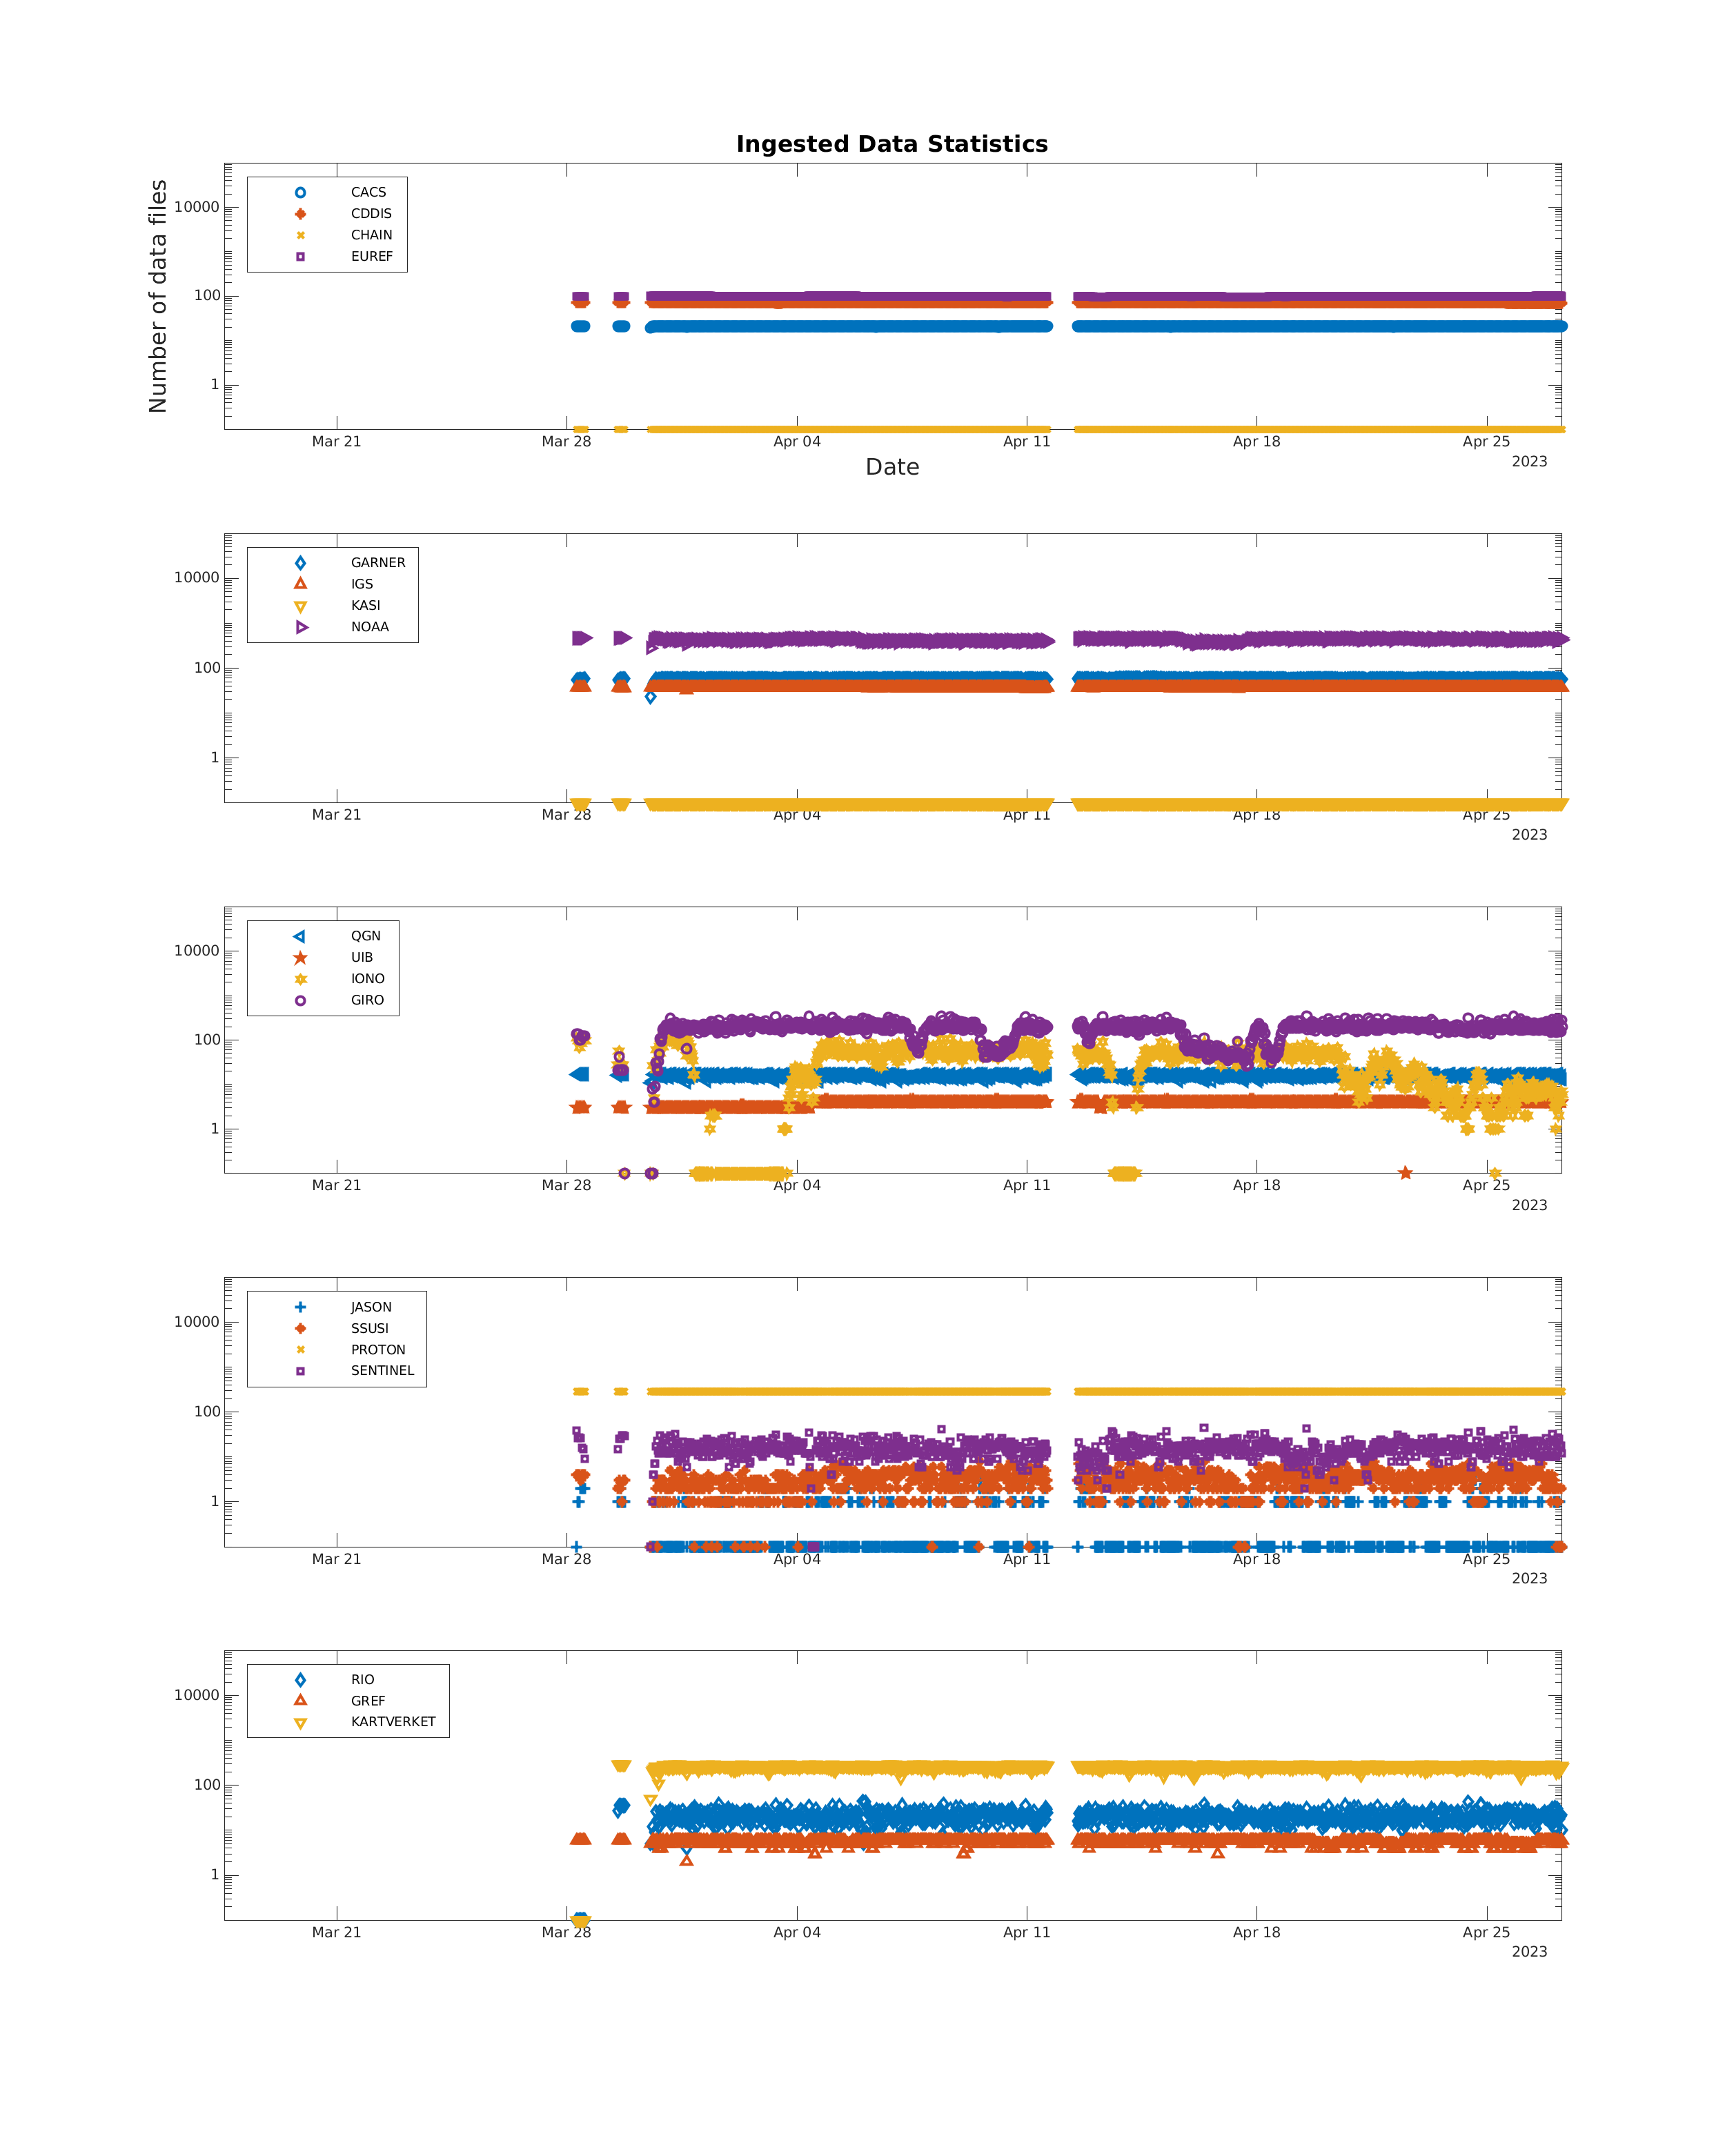 Ingested Data Statistics
Number of data files
CACS
CDDIS
CHAIN
EUREF
10000
100
1
Mar 21 Mar 28 Apr 04 Apr 11 Apr 18 Apr 25
2023
Date
GARNER
IGS
KASI
NOAA
10000
100
1
Mar 21 Mar 28 Apr 04 Apr 11 Apr 18 Apr 25
2023
QGN
UIB
IONO
GIRO
10000
100
1
Mar 21 Mar 28 Apr 04 Apr 11 Apr 18 Apr 25
2023
JASON
SSUSI
PROTON
SENTINEL
10000
100
1
Mar 21 Mar 28 Apr 04 Apr 11 Apr 18 Apr 25
2023
RIO
GREF
KARTVERKET
10000
100
1
Mar 21 Mar 28 Apr 04 Apr 11 Apr 18 Apr 25
2023